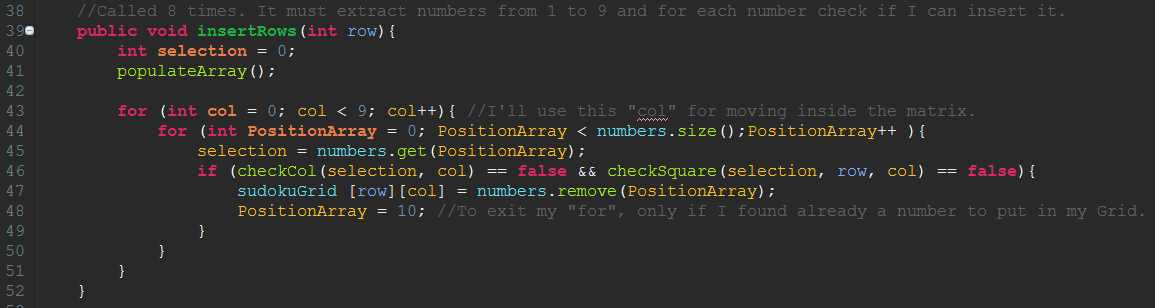 38 //Called 8 times. It must extract numbers from 1 to 9 and for each number check if I can insert it.
39 public void insertRows(int row){
40 int selection = 0;
41 populateArray();
42
43 for (int col = 0; col < 9; col++){ //I'll use this "col" for moving inside the matrix.
44 for (int PositionArray = 0; PositionArray < numbers.size();PositionArray++ ){
45 selection = numbers.get(PositionArray);
46 if (checkCol(selection, col) == false && checkSquare(selection, row, col) == false){
47 sudokuGrid [row][col] = numbers.remove(PositionArray);
48 PositionArray = 10; //To exit my "for", only if I found already a number to put in my Grid.
49 }
50 }
51 }
52 }